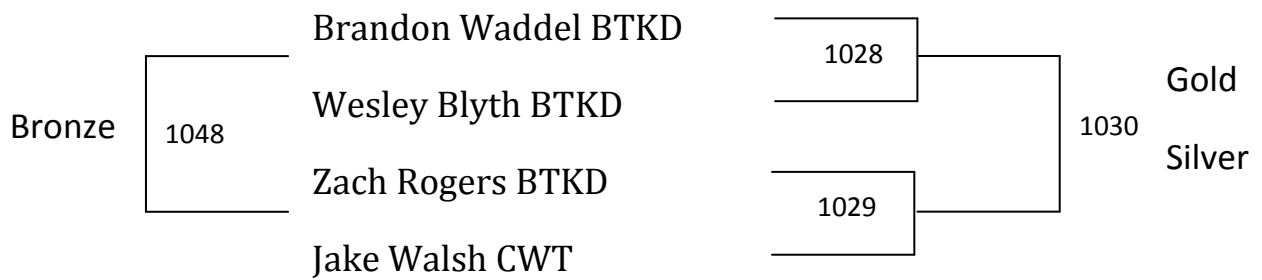 Brandon Waddel BTKD
1028
Gold
Wesley Blyth BTKD
Bronze
1048
1030
Silver
Zach Rogers BTKD
1029
Jake Walsh CWT